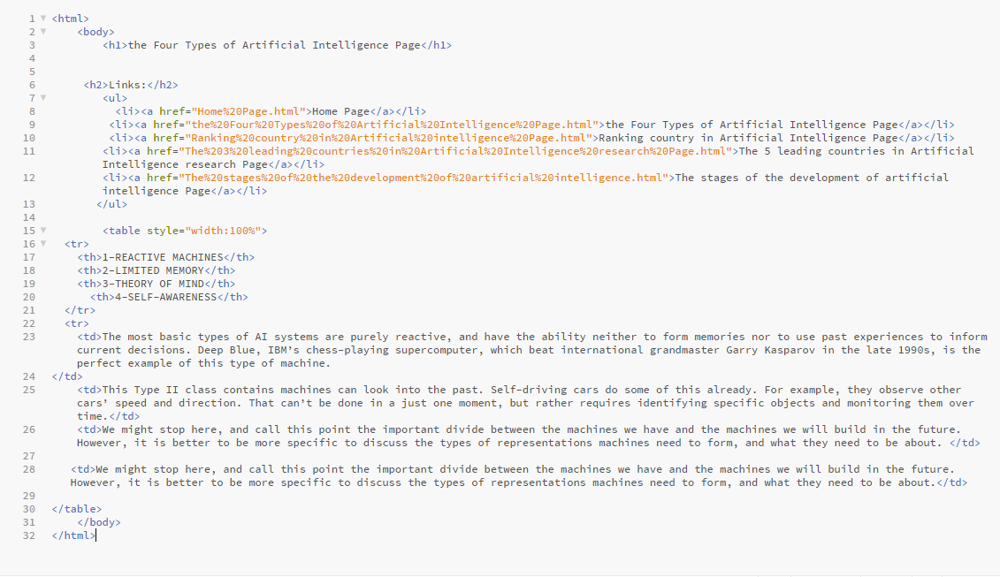 1 <html>
2 <body>
3 <h1>the Four Types of Artificial Intelligence Page</h1>
4
5
6 <h2>Links:</h2>
7 <ul>
8 <li><a href="Home%20Page.html">Home Page</a></li>
9 <li><a href="the%20Four%20Types%20of%20Artificial%20Intelligence%20Page.html">the Four Types of Artificial Intelligence Page</a></li>
10 <li><a href="Ranking%20country%20in%20Artificial%20intelligence%20Page.html">Ranking country in Artificial Intelligence Page</a></li>
11 <li><a href="The%203%20leading%20countries%20in%20Artificial%20Intelligence%20research%20Page.html">The 5 leading countries in Artificial
Intelligence research Page</a></li>
12 <li><a href="The%20stages%20of%20the%20development%20of%20artificial%20intelligence.html">The stages of the development of artificial
intelligence Page</a></li>
13 </ul>
14
15 <table style="width:100%">
16 <tr>
17 <th>1-REACTIVE MACHINES</th>
18 <th>2-LIMITED MEMORY</th>
19 <th>3-THEORY OF MIND</th>
20 <th>4-SELF-AWARENESS</th>
21 </tr>
22 <tr>
23 <td>The most basic types of AI systems are purely reactive, and have the ability neither to form memories nor to use past experiences to inform
current decisions. Deep Blue, IBM's chess-playing supercomputer, which beat international grandmaster Garry Kasparov in the late 1990s, is the
perfect example of this type of machine.
24 </td>
25 <td>This Type II class contains machines can look into the past. Self-driving cars do some of this already. For example, they observe other
cars' speed and direction. That can't be done in a just one moment, but rather requires identifying specific objects and monitoring them over
time.</td>
26 <td>We might stop here, and call this point the important divide between the machines we have and the machines we will build in the future.
However, it is better to be more specific to discuss the types of representations machines need to form, and what they need to be about. </td>
27
28 <td>We might stop here, and call this point the important divide between the machines we have and the machines we will build in the future.
However, it is better to be more specific to discuss the types of representations machines need to form, and what they need to be about.</td>
29
30 </table>
31 </body>
32 </html>